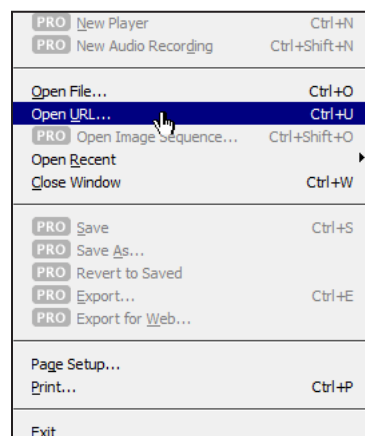 PRO New Player Ctrl+N
PRO New Audio Recording Ctrl+Shift+N
Open File... Ctrl+O
Open URL... Ctrl+U
PRO Open Image Sequence... Ctrl+Shift+O
Open Recent
Close Window Ctrl+W
PRO Save Ctrl+S
PRO Save As...
PRO Revert to Saved
PRO Export... Ctrl+E
PRO Export for Web...
Page Setup...
Print... Ctrl+P
Exit